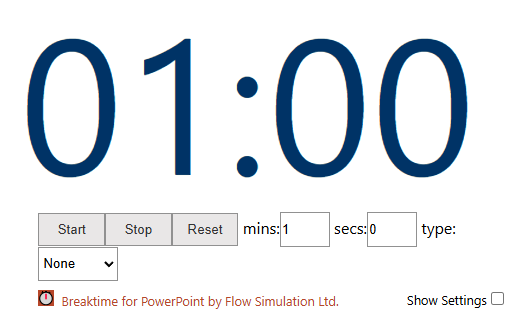 01:00
Start Stop Reset mins: 1 secs: 0 type:
None
Breaktime for PowerPoint by Flow Simulation Ltd. Show Settings